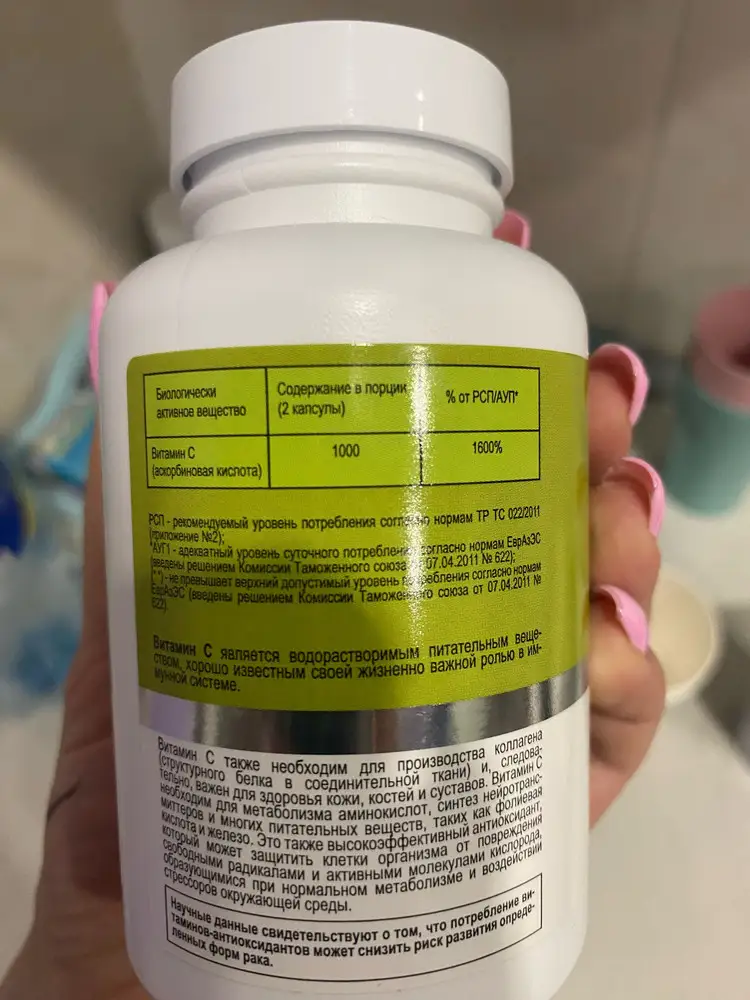 Биологически
активное вещество
Содержание в порции
(2 капсулы)
% от РСП/АУП*
Витамин С
(аскорбиновая кислота)
1000
1600%
РСП - рекомендуемый уровень потребления согласно нормам ТР ТС 022/2011
(приложение №2);
*АУП - адекватный уровень суточного потребления согласно нормам ЕврАзЭС
(введены решением Комиссии Таможенного союза 07.04.2011 № 622);
(**) - не превышает верхний допустимый уровень потребления согласно нормам
ЕврАзЭС (введены решением Комиссии Таможенного союза от 07.04.2011 №
622).
Витамин С является водорастворимым питательным веще-
ством, хорошо известным своей жизненно важной ролью в им-
мунной системе.
Витамин С также необходим для производства коллагена
(структурного белка в соединительной ткани) и, следова-
тельно, важен для здоровья кожи, костей и суставов. Витамин С
необходим для метаболизма аминокислот, синтез нейротранс-
миттеров и многих питательных веществ, таких как фолиевая
кислота и железо. Это также высокоэффективный антиоксидант,
который может защитить клетки организма от повреждения
свободными радикалами и активными молекулами кислорода,
образующимися при нормальном метаболизме и воздействии
стрессоров окружающей среды.
Научные данные свидетельствуют о том, что потребление ви-
таминов-антиоксидантов может снизить риск развития опреде-
ленных форм рака.